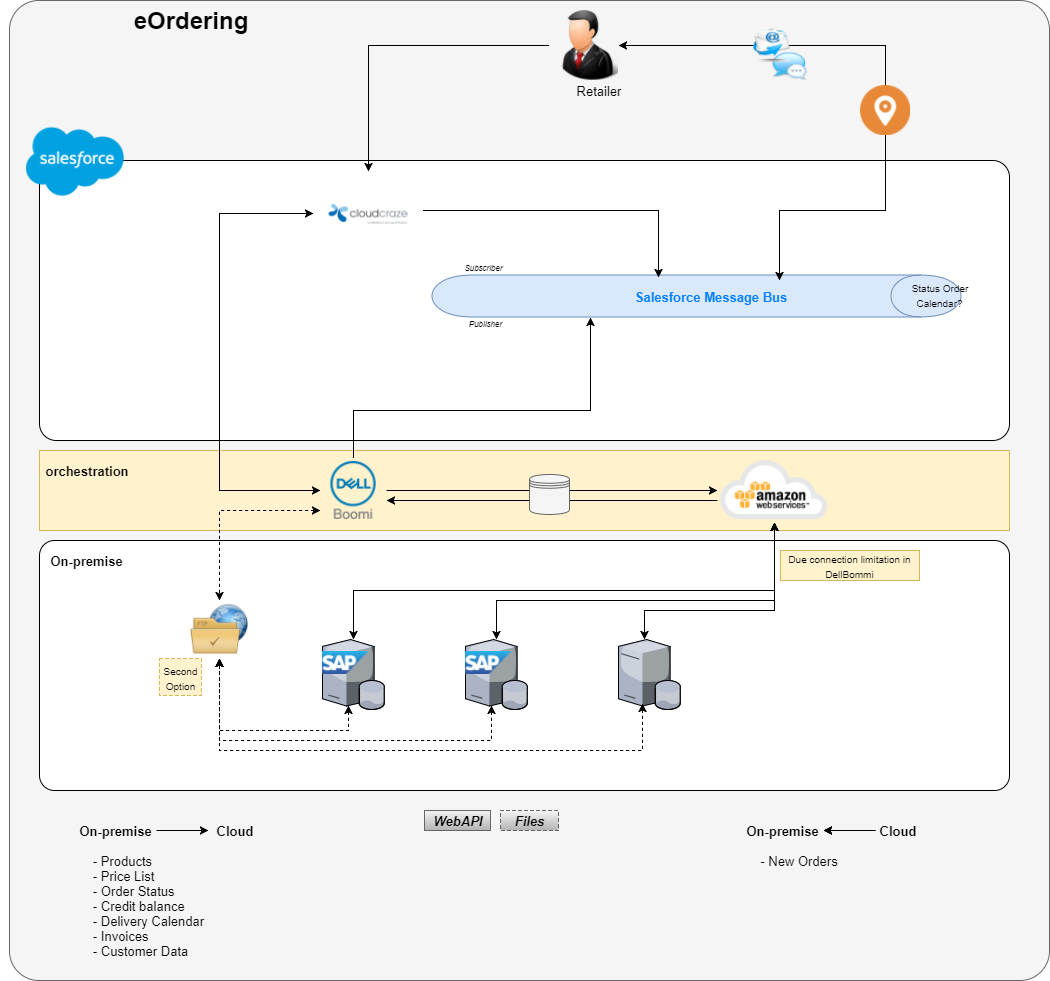 eOrdering
Retailer
salesforce
cloudcraze
Subscriber
Salesforce Message Bus
Status Order
Calendar?
Publisher
orchestration
DELL
Boomi
amazon
webservices™
On-premise
Due connection limitation in
DellBommi
FTP
Second
Option
SAP
SAP
WebAPI
Files
On-premise
Cloud
- Products
- Price List
- Order Status
- Credit balance
- Delivery Calendar
- Invoices
- Customer Data
On-premise
Cloud
- New Orders